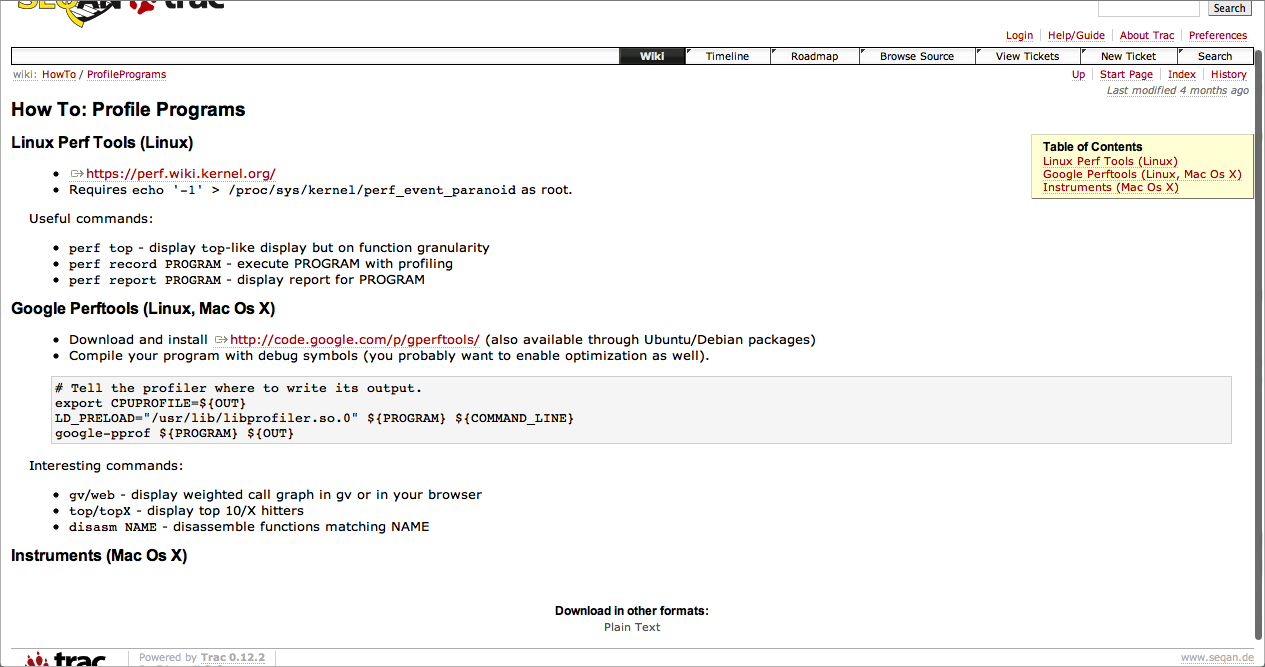 SEQAN trac
Search
Login Help/Guide About Trac Preferences
Wiki Timeline Roadmap Browse Source View Tickets New Ticket Search
wiki: HowTo / ProfilePrograms
Up Start Page Index History
Last modified 4 months ago
How To: Profile Programs
Linux Perf Tools (Linux)
Table of Contents
Linux Perf Tools (Linux)
Google Perftools (Linux, Mac Os X)
Instruments (Mac Os X)
• https://perf.wiki.kernel.org/
• Requires echo '-1' > /proc/sys/kernel/perf_event_paranoid as root.
Useful commands:
• perf top - display top-like display but on function granularity
• perf record PROGRAM - execute PROGRAM with profiling
• perf report PROGRAM - display report for PROGRAM
Google Perftools (Linux, Mac Os X)
• Download and install http://code.google.com/p/gperftools/ (also available through Ubuntu/Debian packages)
• Compile your program with debug symbols (you probably want to enable optimization as well).
# Tell the profiler where to write its output.
export CPUPROFILE=${OUT}
LD_PRELOAD="/usr/lib/libprofiler.so.0" ${PROGRAM} ${COMMAND_LINE}
google-pprof ${PROGRAM} ${OUT}
Interesting commands:
• gv/web - display weighted call graph in gv or in your browser
• top/topX - display top 10/X hitters
• disasm NAME - disassemble functions matching NAME
Instruments (Mac Os X)
Download in other formats:
Plain Text
trac Powered by Trac 0.12.2 www.seqan.de